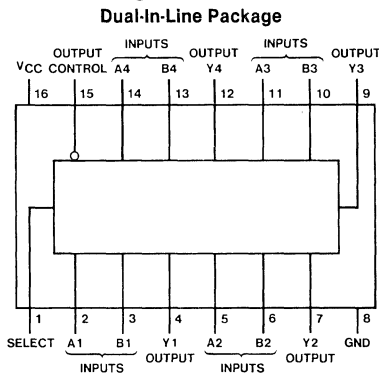 Dual-In-Line Package
OUTPUT INPUTS OUTPUT INPUTS OUTPUT
VCC CONTROL A4 B4 Y4 A3 B3 Y3
16 15 14 13 12 11 10 9
1 2 3 4 5 6 7 8
SELECT A1 B1 Y1 A2 B2 Y2 GND
INPUTS OUTPUT INPUTS OUTPUT